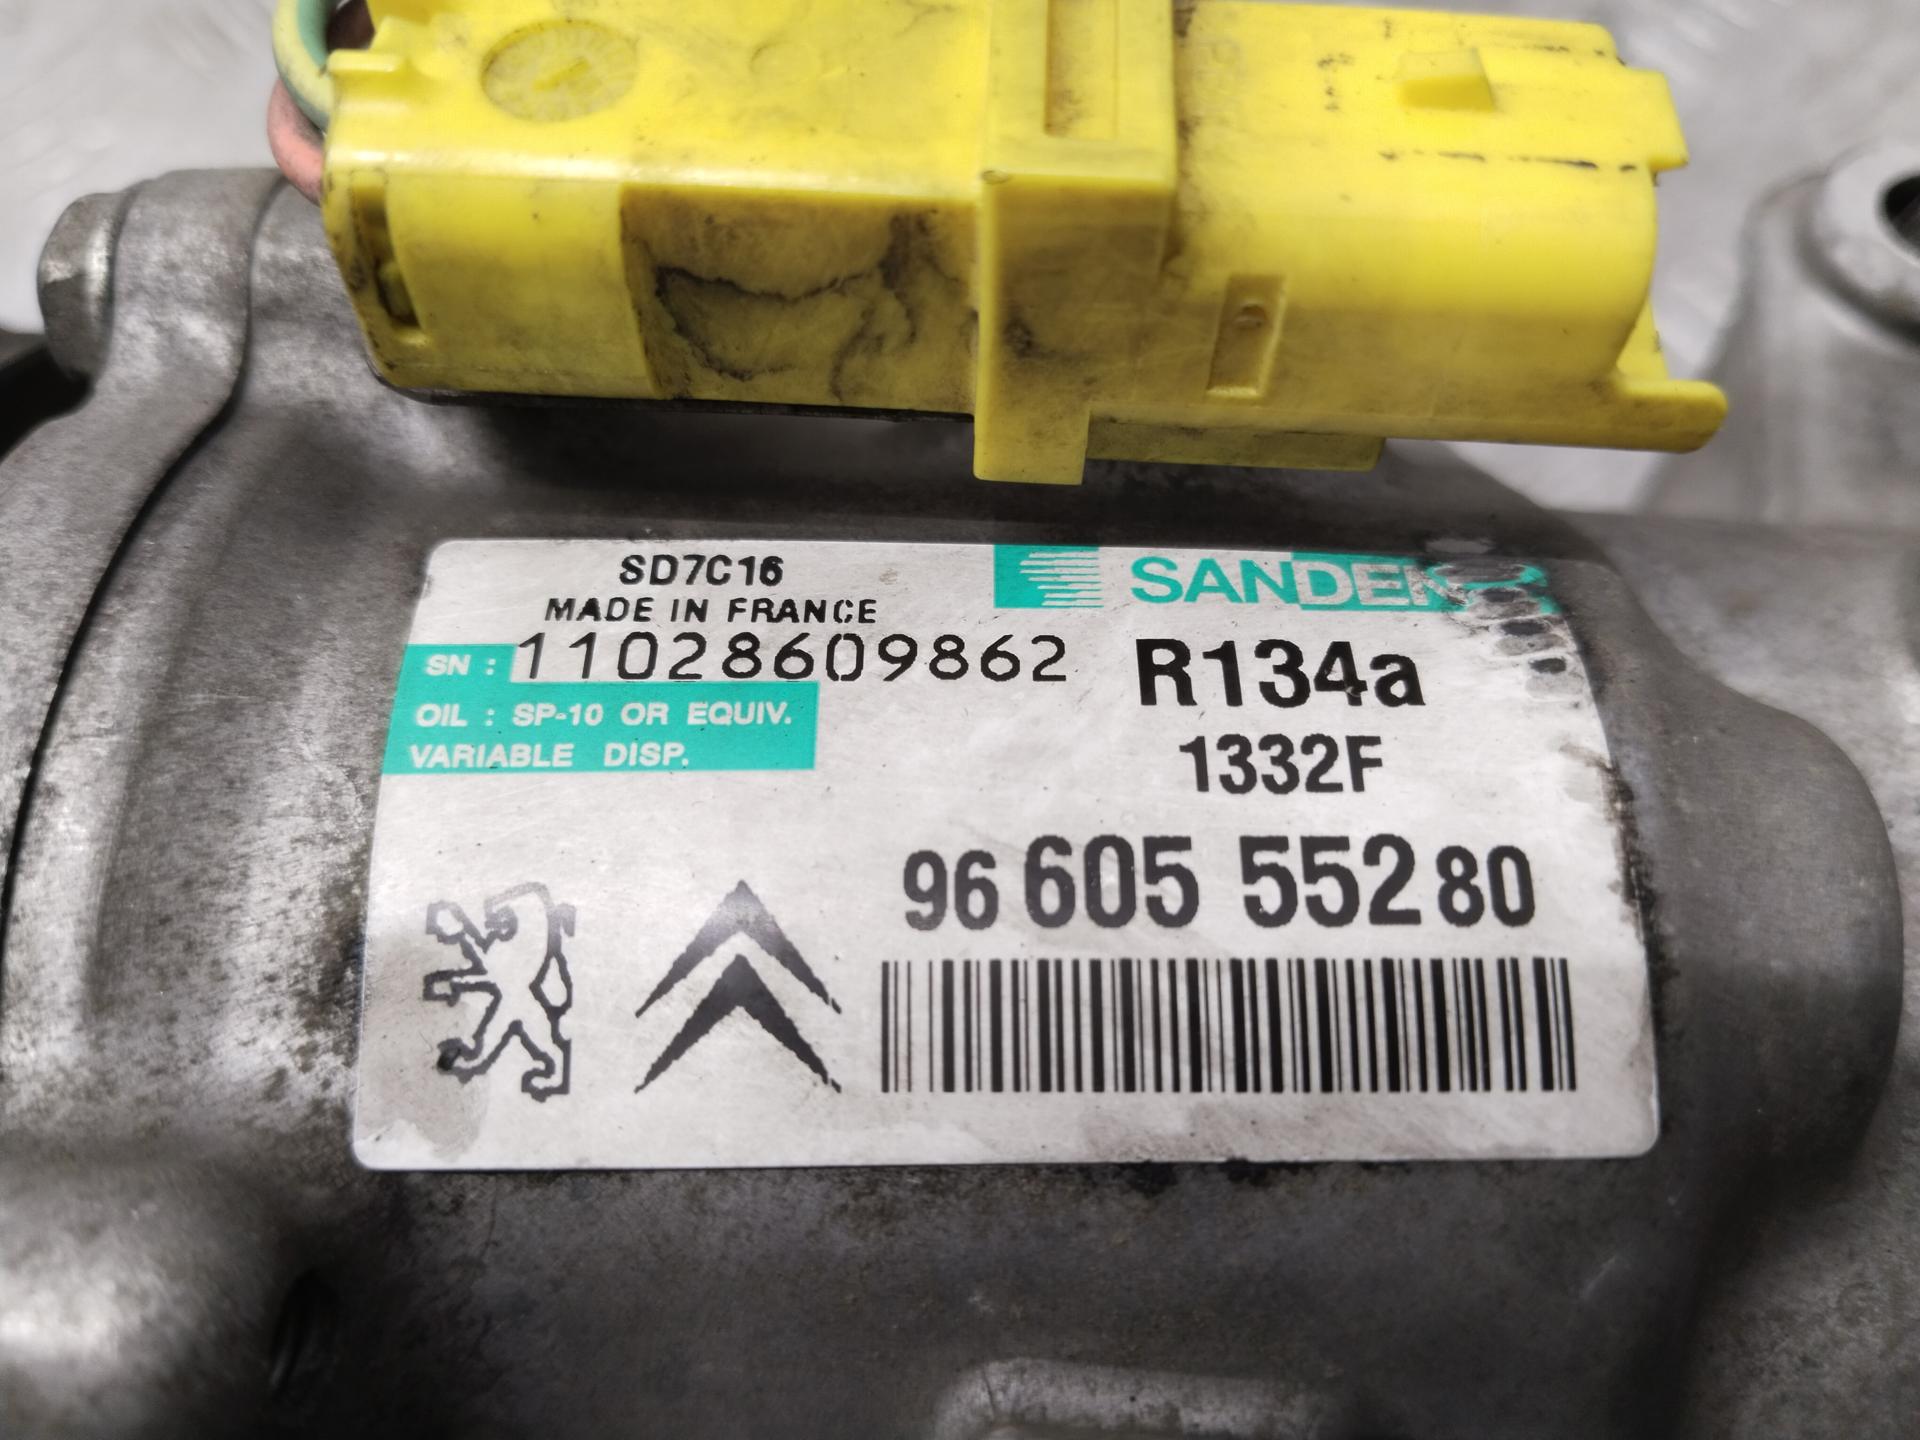 SD7C16
MADE IN FRANCE
SANDEN
SN : 11028609862
R134a
OIL : SP-10 OR EQUIV.
VARIABLE DISP.
1332F
96 605 552 80